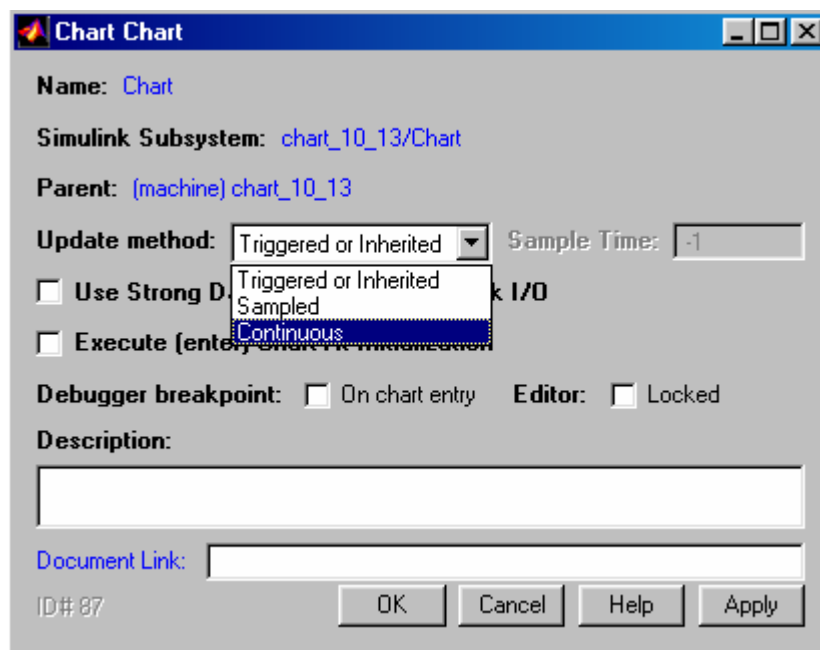 Chart Chart
Name: Chart
Simulink Subsystem: chart_10_13/Chart
Parent: (machine) chart_10_13
Update method: Triggered or Inherited Sample Time: -1
Triggered or Inherited
Use Strong D I/O
Sampled
Continuous
Execute (enter)
Debugger breakpoint: On chart entry Editor: Locked
Description:
Document Link:
ID# 87 OK Cancel Help Apply